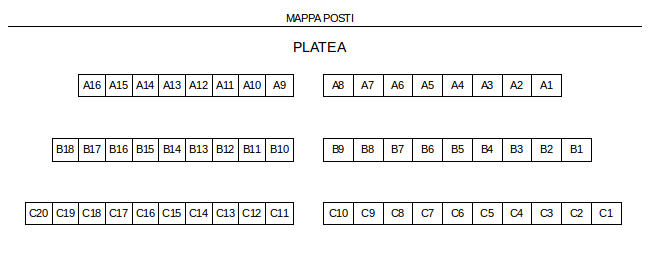 MAPPA POSTI
PLATEA
A16 A15 A14 A13 A12 A11 A10 A9 A8 A7 A6 A5 A4 A3 A2 A1
B18 B17 B16 B15 B14 B13 B12 B11 B10 B9 B8 B7 B6 B5 B4 B3 B2 B1
C20 C19 C18 C17 C16 C15 C14 C13 C12 C11 C10 C9 C8 C7 C6 C5 C4 C3 C2 C1